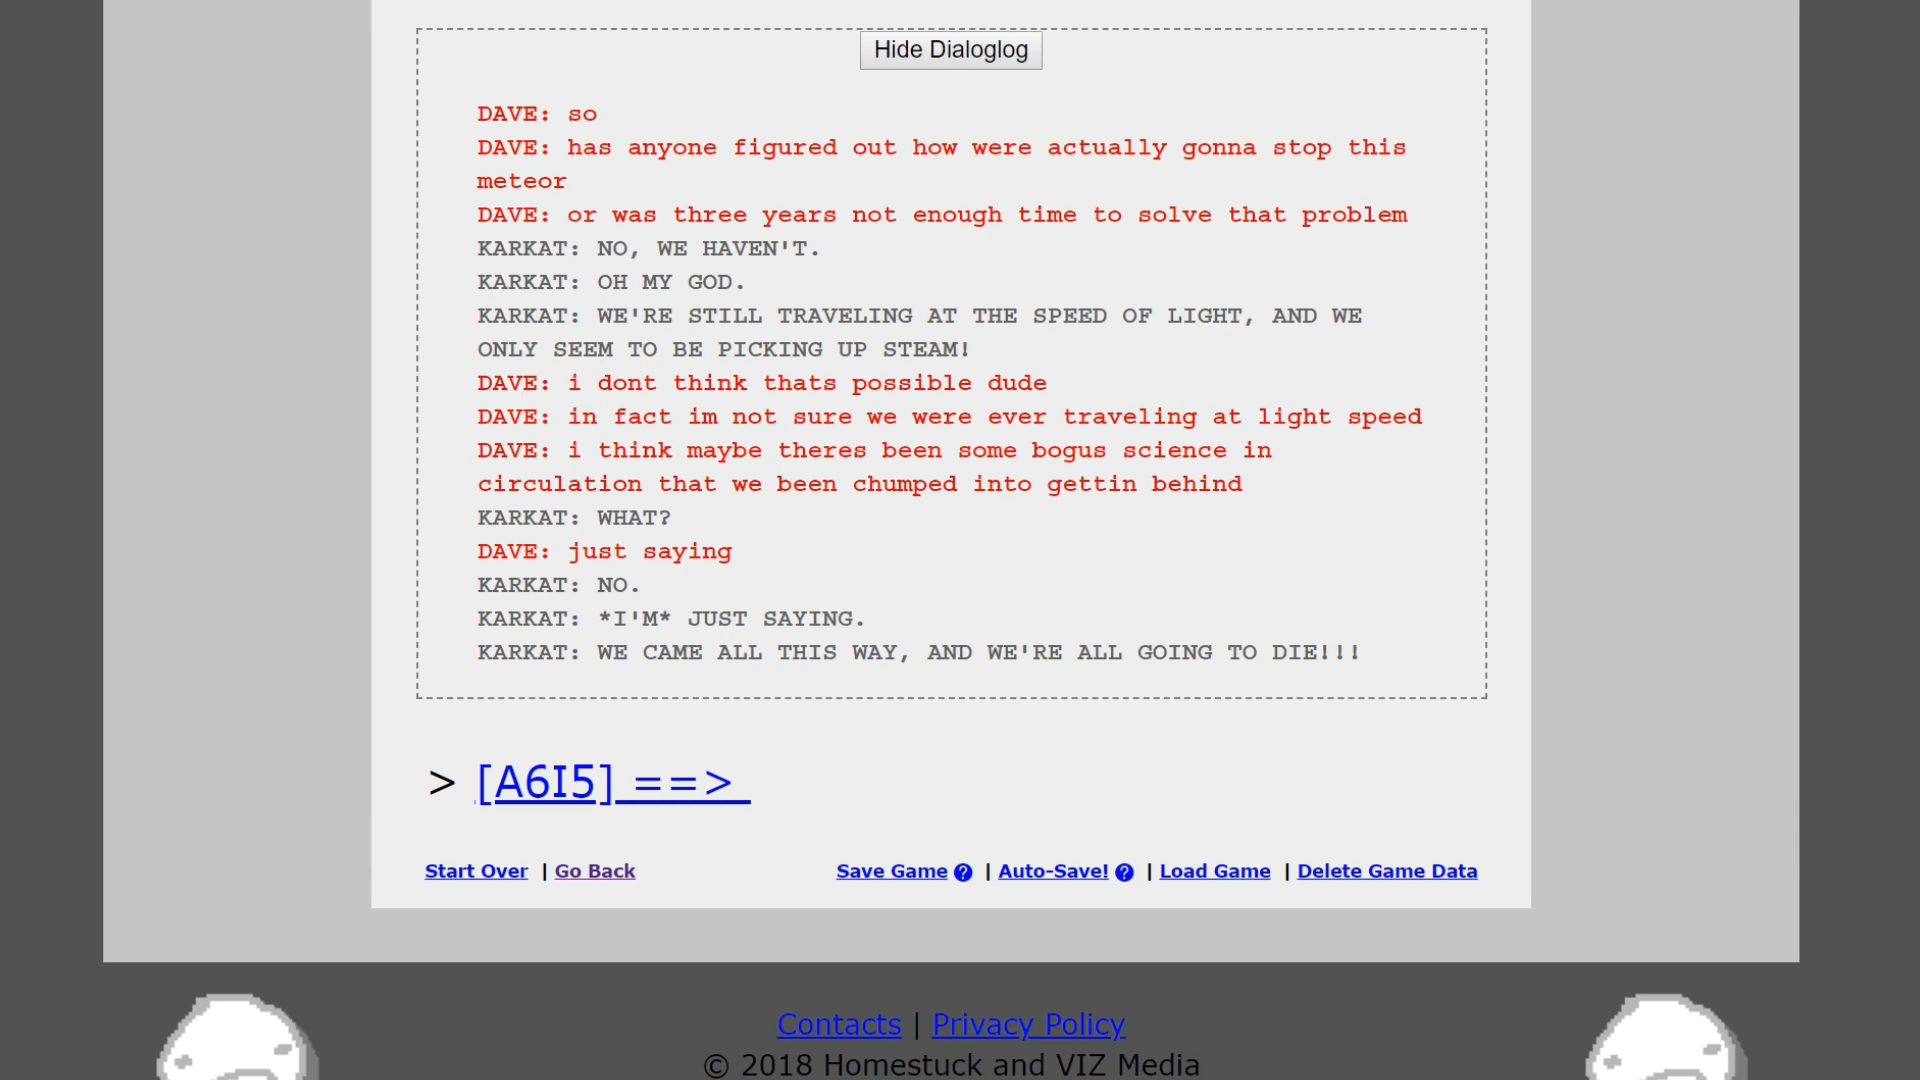 Hide Dialoglog
DAVE: so
DAVE: has anyone figured out how were actually gonna stop this
meteor
DAVE: or was three years not enough time to solve that problem
KARKAT: NO, WE HAVEN'T.
KARKAT: OH MY GOD.
KARKAT: WE'RE STILL TRAVELING AT THE SPEED OF LIGHT, AND WE
ONLY SEEM TO BE PICKING UP STEAM!
DAVE: i dont think thats possible dude
DAVE: in fact im not sure we were ever traveling at light speed
DAVE: i think maybe theres been some bogus science in
circulation that we been chumped into gettin behind
KARKAT: WHAT?
DAVE: just saying
KARKAT: NO.
KARKAT: *I'M* JUST SAYING.
KARKAT: WE CAME ALL THIS WAY, AND WE'RE ALL GOING TO DIE!!!
> [A6I5] ==>
Start Over | Go Back Save Game ? | Auto-Save! ? | Load Game | Delete Game Data
Contacts | Privacy Policy
© 2018 Homestuck and VIZ Media